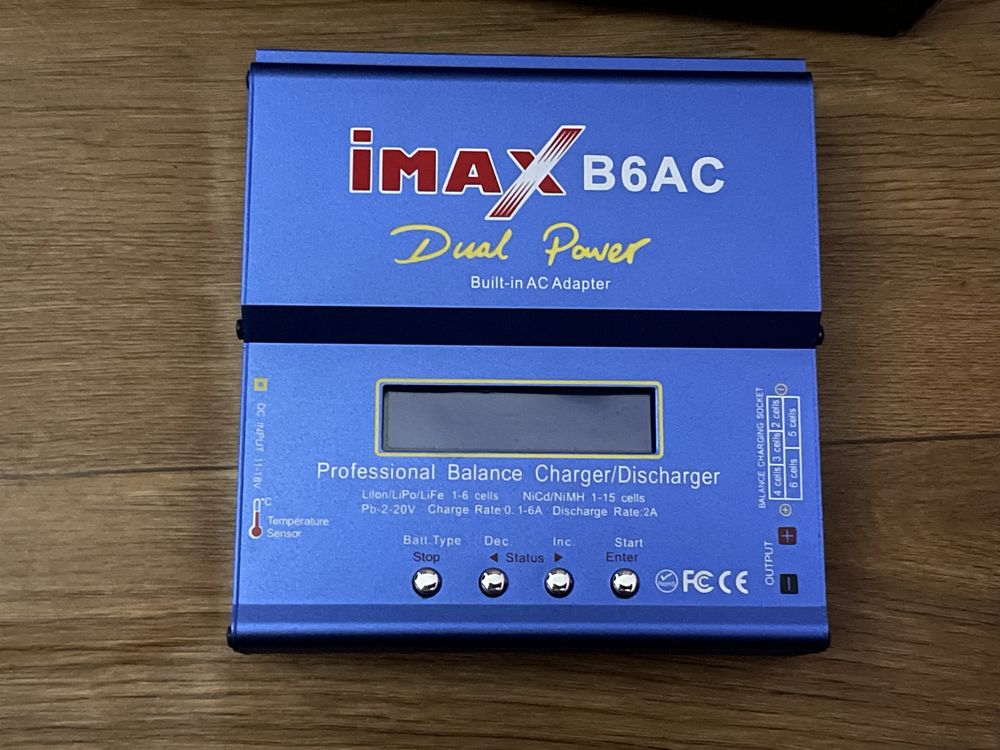 iMAX B6AC
Dual Power
Built-in AC Adapter
DC INPUT 11-18V
°C
Temperature
Sensor
Professional Balance Charger/Discharger
LiIon/LiPo/LiFe 1-6 cells NiCd/NiMH 1-15 cells
Pb-2-20V Charge Rate:0.1-6A Discharge Rate:2A
Batt.Type Dec. Inc. Start
Stop ◄ Status ► Enter
RoHS FC CE
BALANCE CHARGING SOCKET
4 cells 3 cells 2 cells
6 cells 5 cells
OUTPUT